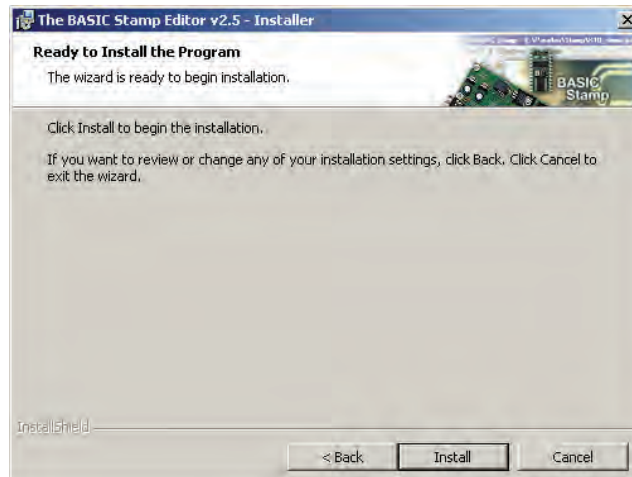 The BASIC Stamp Editor v2.5 - Installer
Ready to Install the Program
The wizard is ready to begin installation.
BASIC
Stamp
Click Install to begin the installation.
If you want to review or change any of your installation settings, click Back. Click Cancel to
exit the wizard.
InstallShield
< Back
Install
Cancel